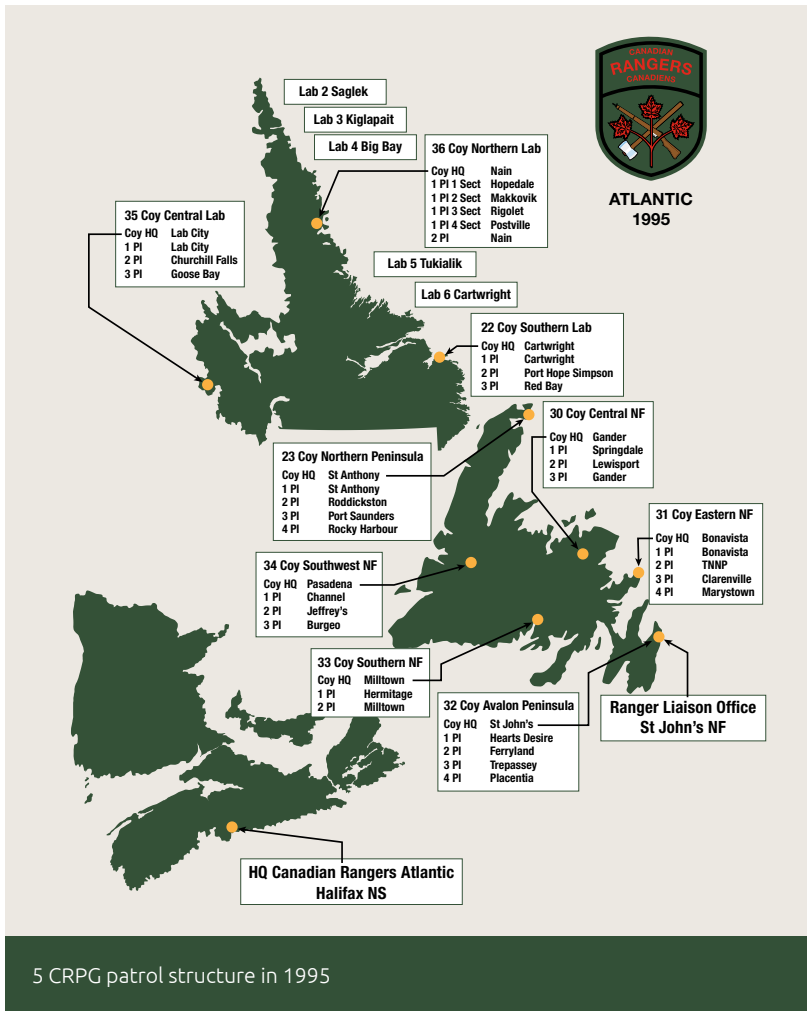 CANADIAN
RANGERS
CANADIENS
ATLANTIC
1995
Lab 2 Saglek
Lab 3 Kiglapait
Lab 4 Big Bay
36 Coy Northern Lab
Coy HQ Nain
1 Pl 1 Sect Hopedale
1 Pl 2 Sect Makkovik
1 Pl 3 Sect Rigolet
1 Pl 4 Sect Postville
2 Pl Nain
35 Coy Central Lab
Coy HQ Lab City
1 Pl Lab City
2 Pl Churchill Falls
3 Pl Goose Bay
Lab 5 Tukialik
Lab 6 Cartwright
22 Coy Southern Lab
Coy HQ Cartwright
1 Pl Cartwright
2 Pl Port Hope Simpson
3 Pl Red Bay
30 Coy Central NF
Coy HQ Gander
1 Pl Springdale
2 Pl Lewisport
3 Pl Gander
23 Coy Northern Peninsula
Coy HQ St Anthony
1 Pl St Anthony
2 Pl Roddickston
3 Pl Port Saunders
4 Pl Rocky Harbour
31 Coy Eastern NF
Coy HQ Bonavista
1 Pl Bonavista
2 Pl TNNP
3 Pl Clarenville
4 Pl Marystown
34 Coy Southwest NF
Coy HQ Pasadena
1 Pl Channel
2 Pl Jeffrey's
3 Pl Burgeo
33 Coy Southern NF
Coy HQ Milltown
1 Pl Hermitage
2 Pl Milltown
32 Coy Avalon Peninsula
Coy HQ St John's
1 Pl Hearts Desire
2 Pl Ferryland
3 Pl Trepassey
4 Pl Placentia
Ranger Liaison Office
St John's NF
HQ Canadian Rangers Atlantic
Halifax NS
5 CRPG patrol structure in 1995